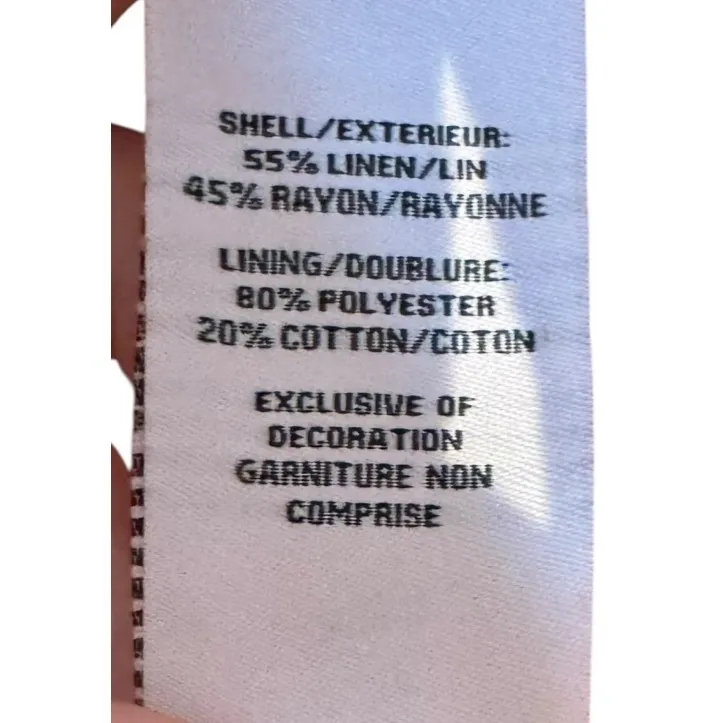 SHELL/EXTERIEUR:
55% LINEN/LIN
45% RAYON/RAYONNE
LINING/DOUBLURE:
80% POLYESTER
20% COTTON/COTON
EXCLUSIVE OF
DECORATION
GARNITURE NON
COMPRISE